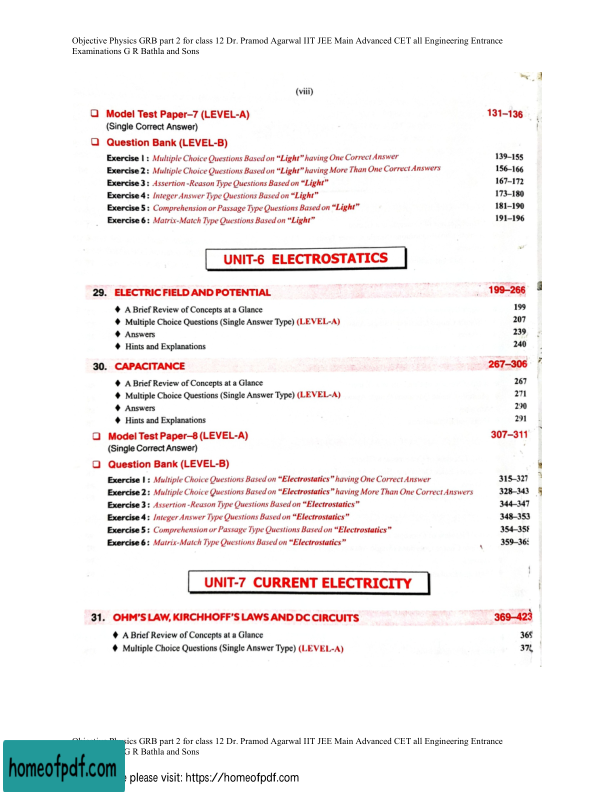 Objective Physics GRB part 2 for class 12 Dr. Pramod Agarwal IIT JEE Main Advanced CET all Engineering Entrance
Examinations G R Bathla and Sons
(viii)
❑ Model Test Paper–7 (LEVEL-A) 131–136
(Single Correct Answer)
❑ Question Bank (LEVEL-B)
Exercise 1 : Multiple Choice Questions Based on "Light" having One Correct Answer 139–155
Exercise 2 : Multiple Choice Questions Based on "Light" having More Than One Correct Answers 156–166
Exercise 3 : Assertion-Reason Type Questions Based on "Light" 167–172
Exercise 4 : Integer Answer Type Questions Based on "Light" 173–180
Exercise 5 : Comprehension or Passage Type Questions Based on "Light" 181–190
Exercise 6 : Matrix-Match Type Questions Based on "Light" 191–196
UNIT-6 ELECTROSTATICS
29. ELECTRIC FIELD AND POTENTIAL 199–266
♦ A Brief Review of Concepts at a Glance 199
♦ Multiple Choice Questions (Single Answer Type) (LEVEL-A) 207
♦ Answers 239
♦ Hints and Explanations 240
30. CAPACITANCE 267–306
♦ A Brief Review of Concepts at a Glance 267
♦ Multiple Choice Questions (Single Answer Type) (LEVEL-A) 271
♦ Answers 290
♦ Hints and Explanations 291
❑ Model Test Paper–8 (LEVEL-A) 307–311
(Single Correct Answer)
❑ Question Bank (LEVEL-B)
Exercise 1 : Multiple Choice Questions Based on "Electrostatics" having One Correct Answer 315–327
Exercise 2 : Multiple Choice Questions Based on "Electrostatics" having More Than One Correct Answers 328–343
Exercise 3 : Assertion-Reason Type Questions Based on "Electrostatics" 344–347
Exercise 4 : Integer Answer Type Questions Based on "Electrostatics" 348–353
Exercise 5 : Comprehension or Passage Type Questions Based on "Electrostatics"
Exercise 6 : Matrix-Match Type Questions Based on "Electrostatics"
UNIT-7 CURRENT ELECTRICITY
31. OHM'S LAW, KIRCHHOFF'S LAWS AND DC CIRCUITS 369–423
♦ A Brief Review of Concepts at a Glance
♦ Multiple Choice Questions (Single Answer Type) (LEVEL-A)
Physics GRB part 2 for class 12 Dr. Pramod Agarwal IIT JEE Main Advanced CET all Engineering Entrance
G R Bathla and Sons
homeofpdf.com
please visit: https://homeofpdf.com